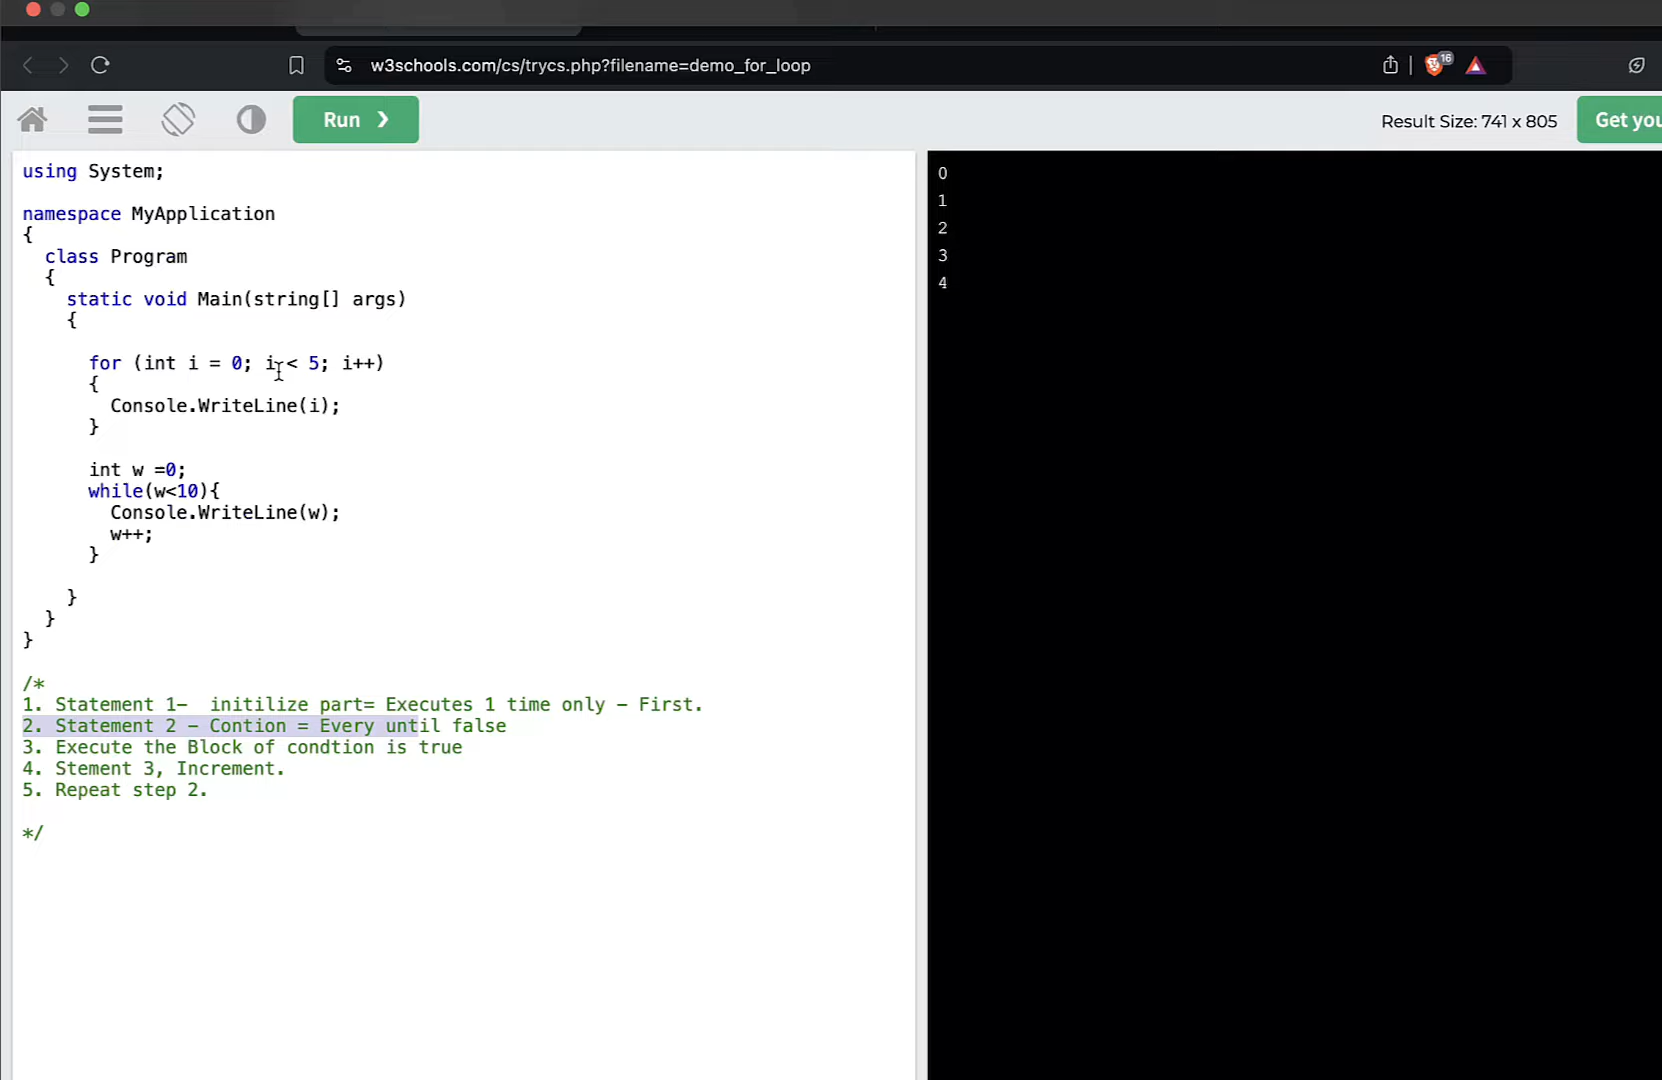 w3schools.com/cs/trycs.php?filename=demo_for_loop
16
Run ❯
Result Size: 741 x 805
Get you
using System;
namespace MyApplication
{
class Program
{
static void Main(string[] args)
{
for (int i = 0; i < 5; i++)
{
Console.WriteLine(i);
}
int w =0;
while(w<10){
Console.WriteLine(w);
w++;
}
}
}
}
/*
1. Statement 1-  initilize part= Executes 1 time only - First.
2. Statement 2 - Contion = Every until false
3. Execute the Block of condtion is true
4. Stement 3, Increment.
5. Repeat step 2.
*/
0
1
2
3
4